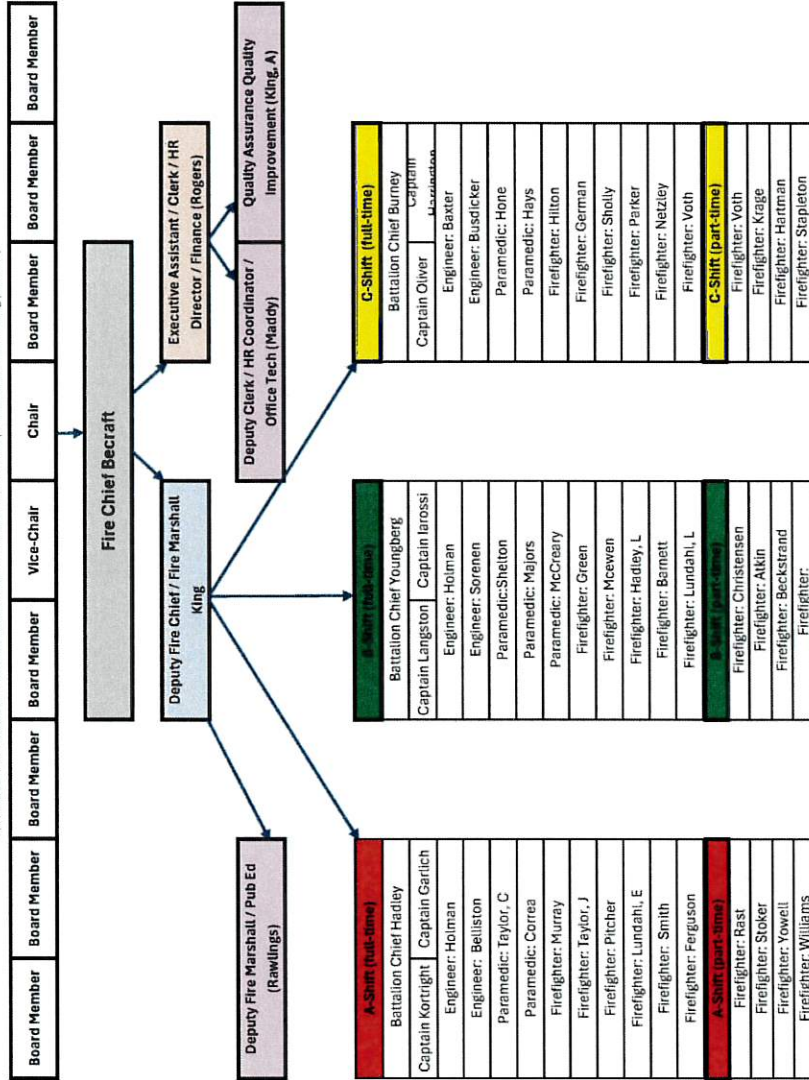 Board Member
Board Member
Board Member
Board Member
Vice-Chair
Chair
Board Member
Board Member
Board Member
Fire Chief Becraft
Deputy Fire Chief / Fire Marshall
King
Executive Assistant / Clerk / HR
Director / Finance (Rogers)
Deputy Fire Marshall / Pub Ed
(Rawlings)
Deputy Clerk / HR Coordinator /
Office Tech (Maddy)
Quality Assurance Quality
Improvement (King, A)
A-Shift (full-time)
Battalion Chief Hadley
Captain Kortright
Captain Garlich
Engineer: Holman
Engineer: Belliston
Paramedic: Taylor, C
Paramedic: Correa
Firefighter: Murray
Firefighter: Taylor, J
Firefighter: Pitcher
Firefighter: Lundahl, E
Firefighter: Smith
Firefighter: Ferguson
A-Shift (part-time)
Firefighter: Rast
Firefighter: Stoker
Firefighter: Yowell
Firefighter: Williams
B-Shift (full-time)
Battalion Chief Youngberg
Captain Langston
Captain Iarossi
Engineer: Holman
Engineer: Sorenen
Paramedic:Shelton
Paramedic: Majors
Paramedic: McCreary
Firefighter: Green
Firefighter: Mcewen
Firefighter: Hadley, L
Firefighter: Barnett
Firefighter: Lundahl, L
B-Shift (part-time)
Firefighter: Christensen
Firefighter: Atkin
Firefighter: Beckstrand
Firefighter:
C-Shift (full-time)
Battalion Chief Burney
Captain Oliver
Captain
Harrington
Engineer: Baxter
Engineer: Busdicker
Paramedic: Hone
Paramedic: Hays
Firefighter: Hilton
Firefighter: German
Firefighter: Sholly
Firefighter: Parker
Firefighter: Netzley
Firefighter: Voth
C-Shift (part-time)
Firefighter: Voth
Firefighter: Krage
Firefighter: Hartman
Firefighter: Stapleton